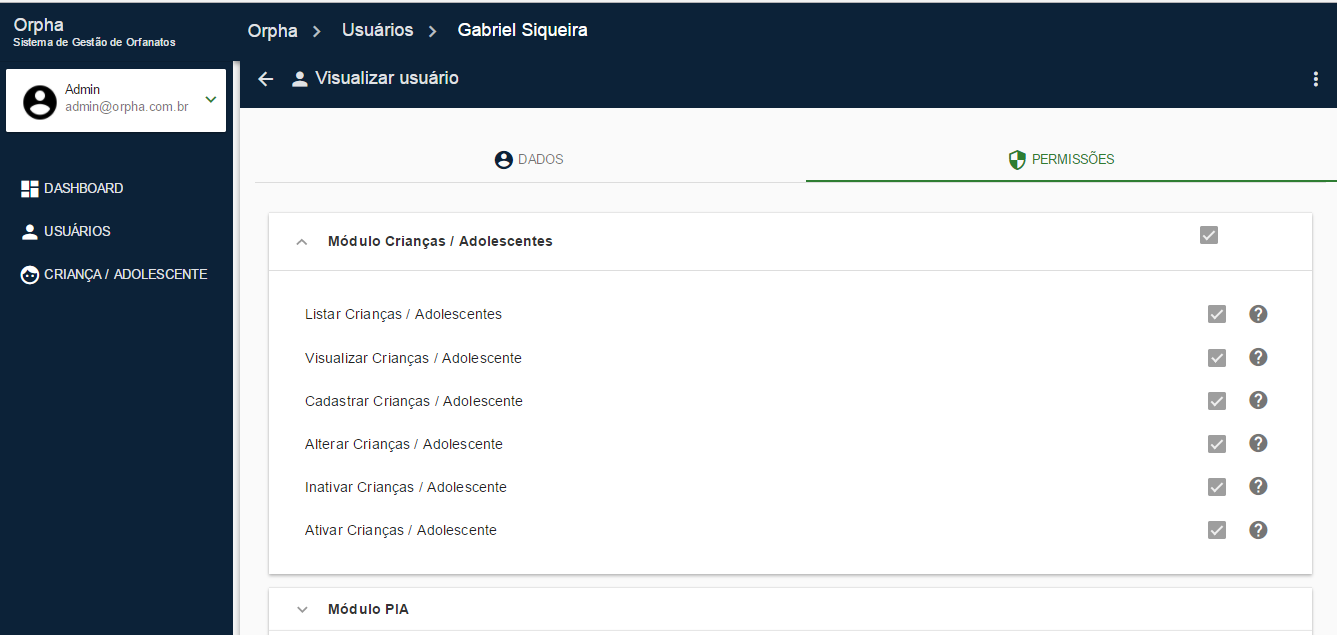 Orpha
Sistema de Gestão de Orfanatos
Orpha > Usuários > Gabriel Siqueira
Visualizar usuário
Admin
admin@orpha.com.br
DASHBOARD
USUÁRIOS
CRIANÇA / ADOLESCENTE
DADOS
PERMISSÕES
Módulo Crianças / Adolescentes
Listar Crianças / Adolescentes
Visualizar Crianças / Adolescente
Cadastrar Crianças / Adolescente
Alterar Crianças / Adolescente
Inativar Crianças / Adolescente
Ativar Crianças / Adolescente
Módulo PIA